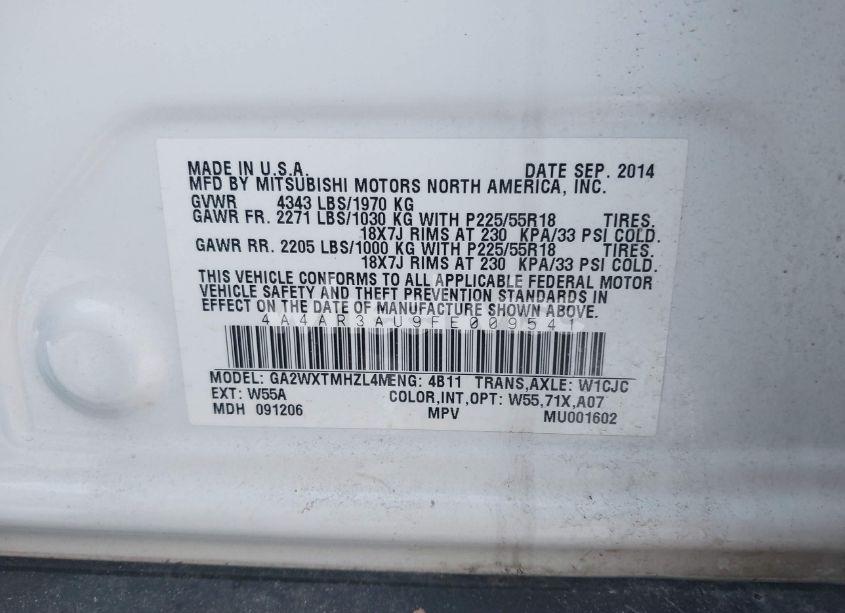 MADE IN U.S.A. DATE SEP. 2014
MFD BY MITSUBISHI MOTORS NORTH AMERICA, INC.
GVWR 4343 LBS/1970 KG
GAWR FR. 2271 LBS/1030 KG WITH P225/55R18 TIRES,
18X7J RIMS AT 230 KPA/33 PSI COLD.
GAWR RR. 2205 LBS/1000 KG WITH P225/55R18 TIRES,
18X7J RIMS AT 230 KPA/33 PSI COLD.
THIS VEHICLE CONFORMS TO ALL APPLICABLE FEDERAL MOTOR
VEHICLE SAFETY AND THEFT PREVENTION STANDARDS IN
EFFECT ON THE DATE OF MANUFACTURE SHOWN ABOVE.
4A4AR3AU9FE009541
MODEL: GA2WXTMHZL4MENG: 4B11 TRANS,AXLE: W1CJC
EXT: W55A COLOR,INT,OPT: W55,71X,A07
MDH 091206 MPV MU001602